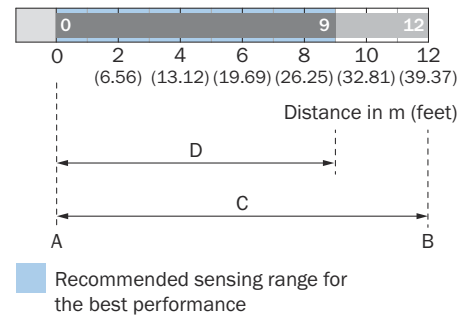 0 9 12
0 2 4 6 8 10 12
(6.56) (13.12) (19.69) (26.25) (32.81) (39.37)
Distance in m (feet)
D
C
A B
Recommended sensing range for
the best performance